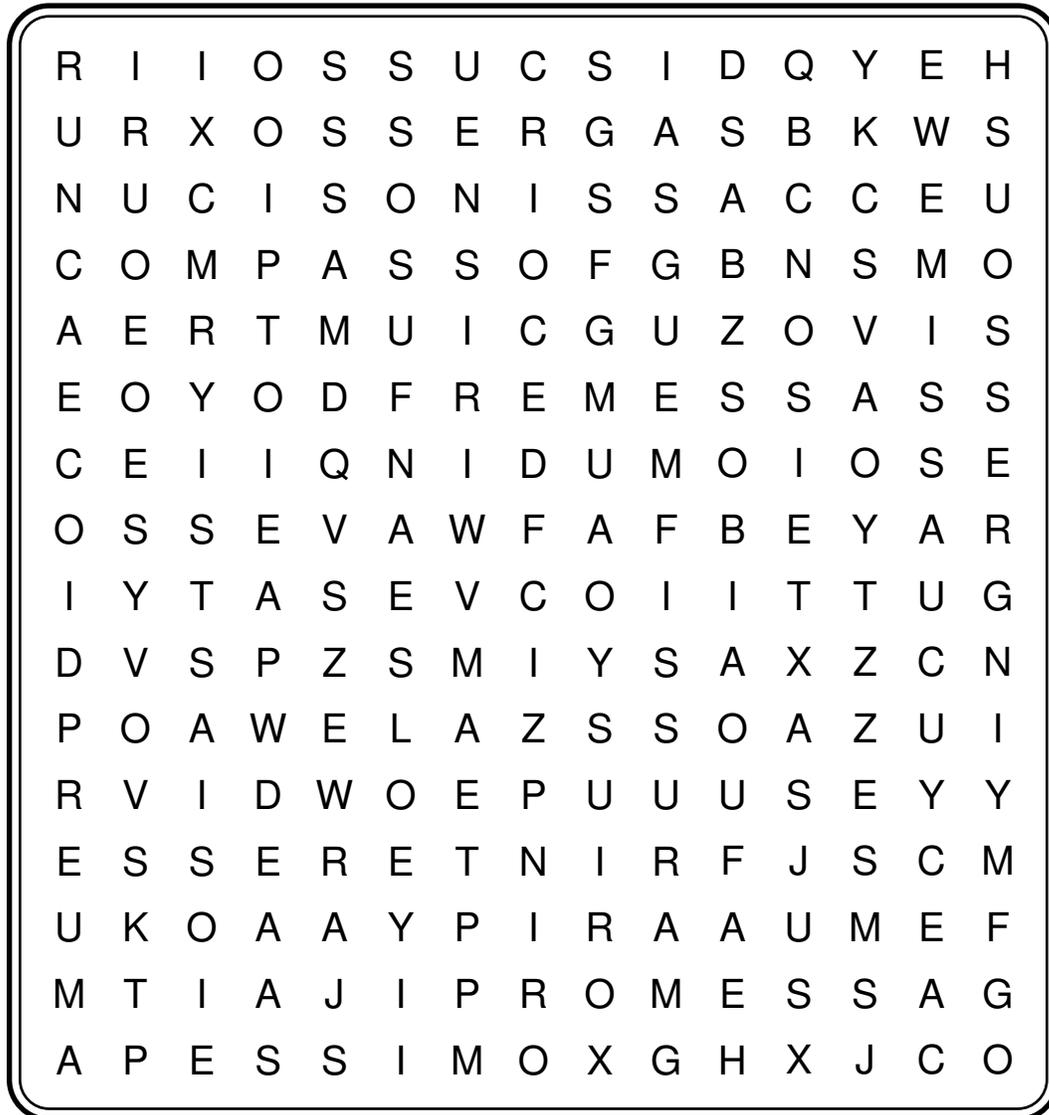 R I I O S S U C S I D Q Y E H
U R X O S S E R G A S B K W S
N U C I S O N I S S A C C E U
C O M P A S S O F G B N S M O
A E R T M U I C G U Z O V I S
E O Y O D F R E M E S S A S S
C E I I Q N I D U M O I O S E
O S S E V A W F A F B E Y A R
I Y T A S E V C O I I T T U G
D V S P Z S M I Y S A X Z C N
P O A W E L A Z S S O A Z U I
R V I D W O E P U U U S E Y Y
E S S E R E T N I R F J S C M
U K O A A Y P I R A A U M E F
M T I A J I P R O M E S S A G
A P E S S I M O X G H X J C O